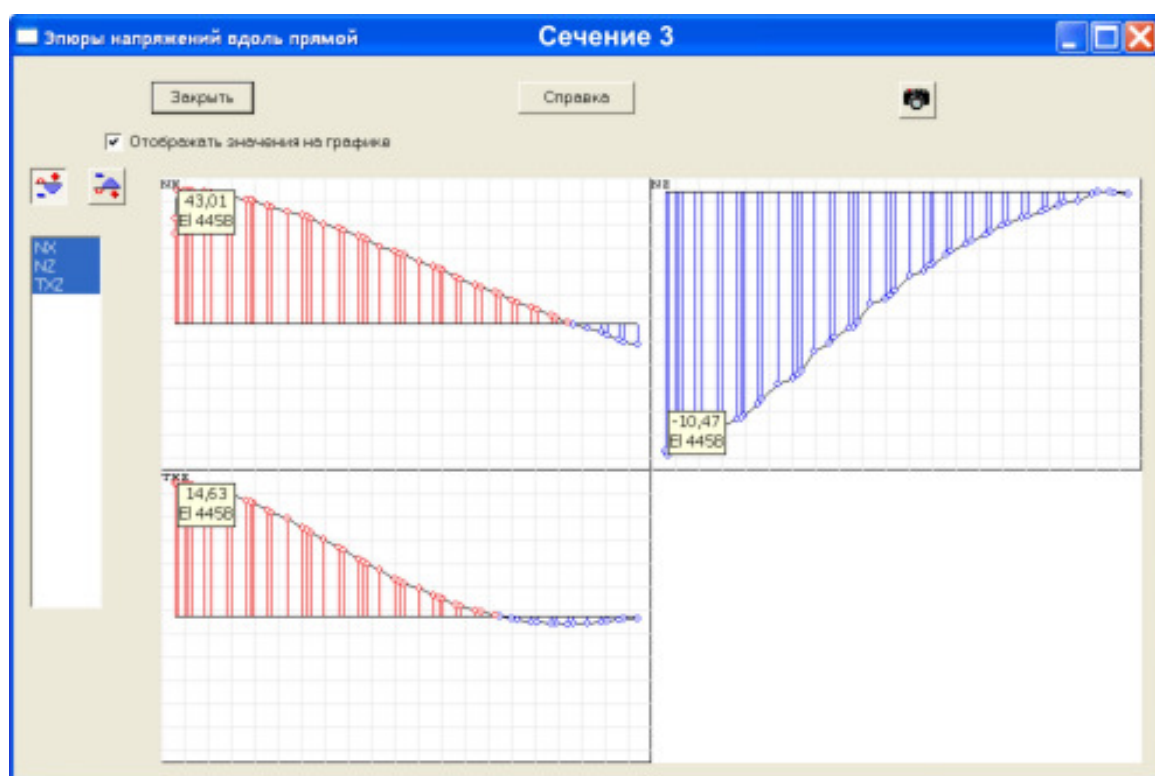 Эпюры напряжений вдоль прямой
Сечение 3
Закрыть
Справка
Отображать значения на графике
NX
NZ
TXZ
NX
43,01
El 4458
NZ
-10,47
El 4458
TXZ
14,63
El 4458